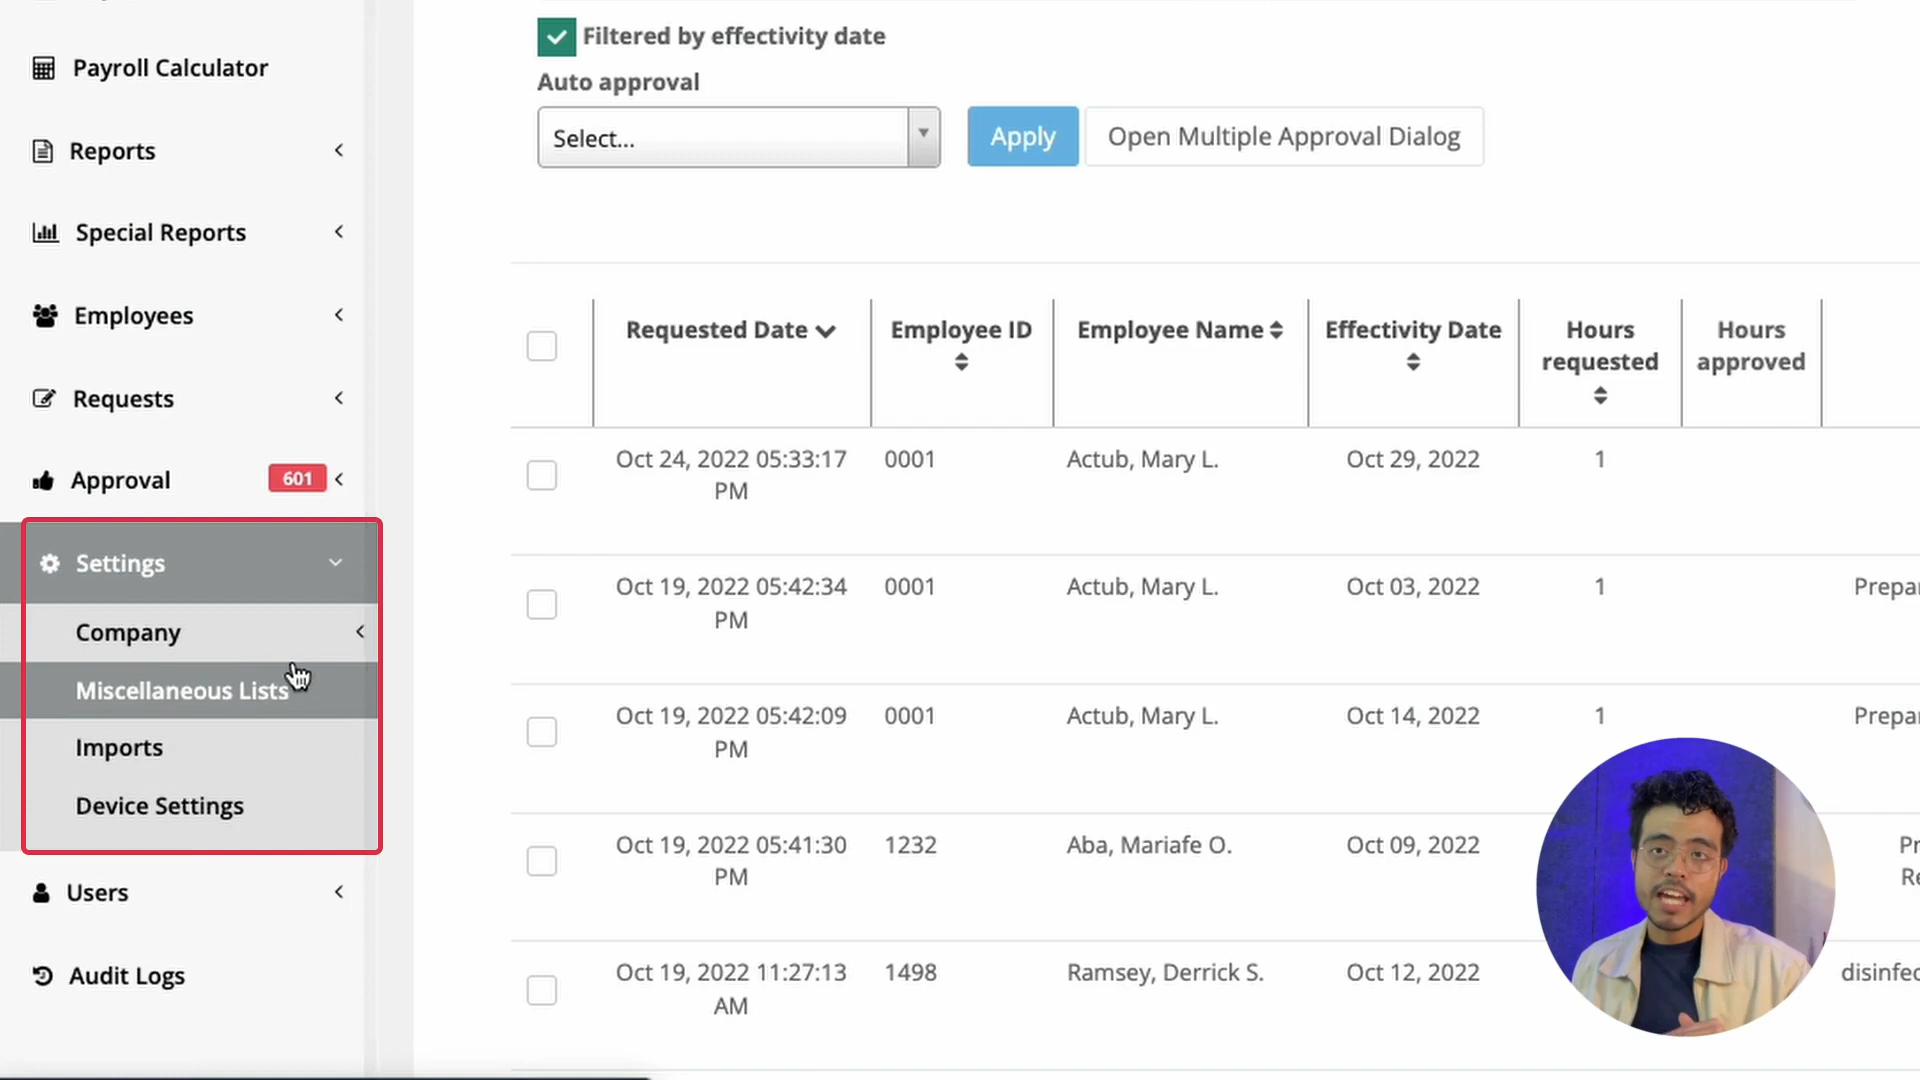 Payroll Calculator
Reports
Special Reports
Employees
Requests
Approval 601
Settings
Company
Miscellaneous Lists
Imports
Device Settings
Users
Audit Logs
Filtered by effectivity date
Auto approval
Select...
Apply
Open Multiple Approval Dialog
Requested Date
Employee ID
Employee Name
Effectivity Date
Hours
requested
Hours
approved
Oct 24, 2022 05:33:17 0001 Actub, Mary L. Oct 29, 2022 1
PM
Oct 19, 2022 05:42:34 0001 Actub, Mary L. Oct 03, 2022 1 Prepar
PM
Oct 19, 2022 05:42:09 0001 Actub, Mary L. Oct 14, 2022 1 Prepar
PM
Oct 19, 2022 05:41:30 1232 Aba, Mariafe O. Oct 09, 2022 Pr
PM Re
Oct 19, 2022 11:27:13 1498 Ramsey, Derrick S. Oct 12, 2022 disinfec
AM